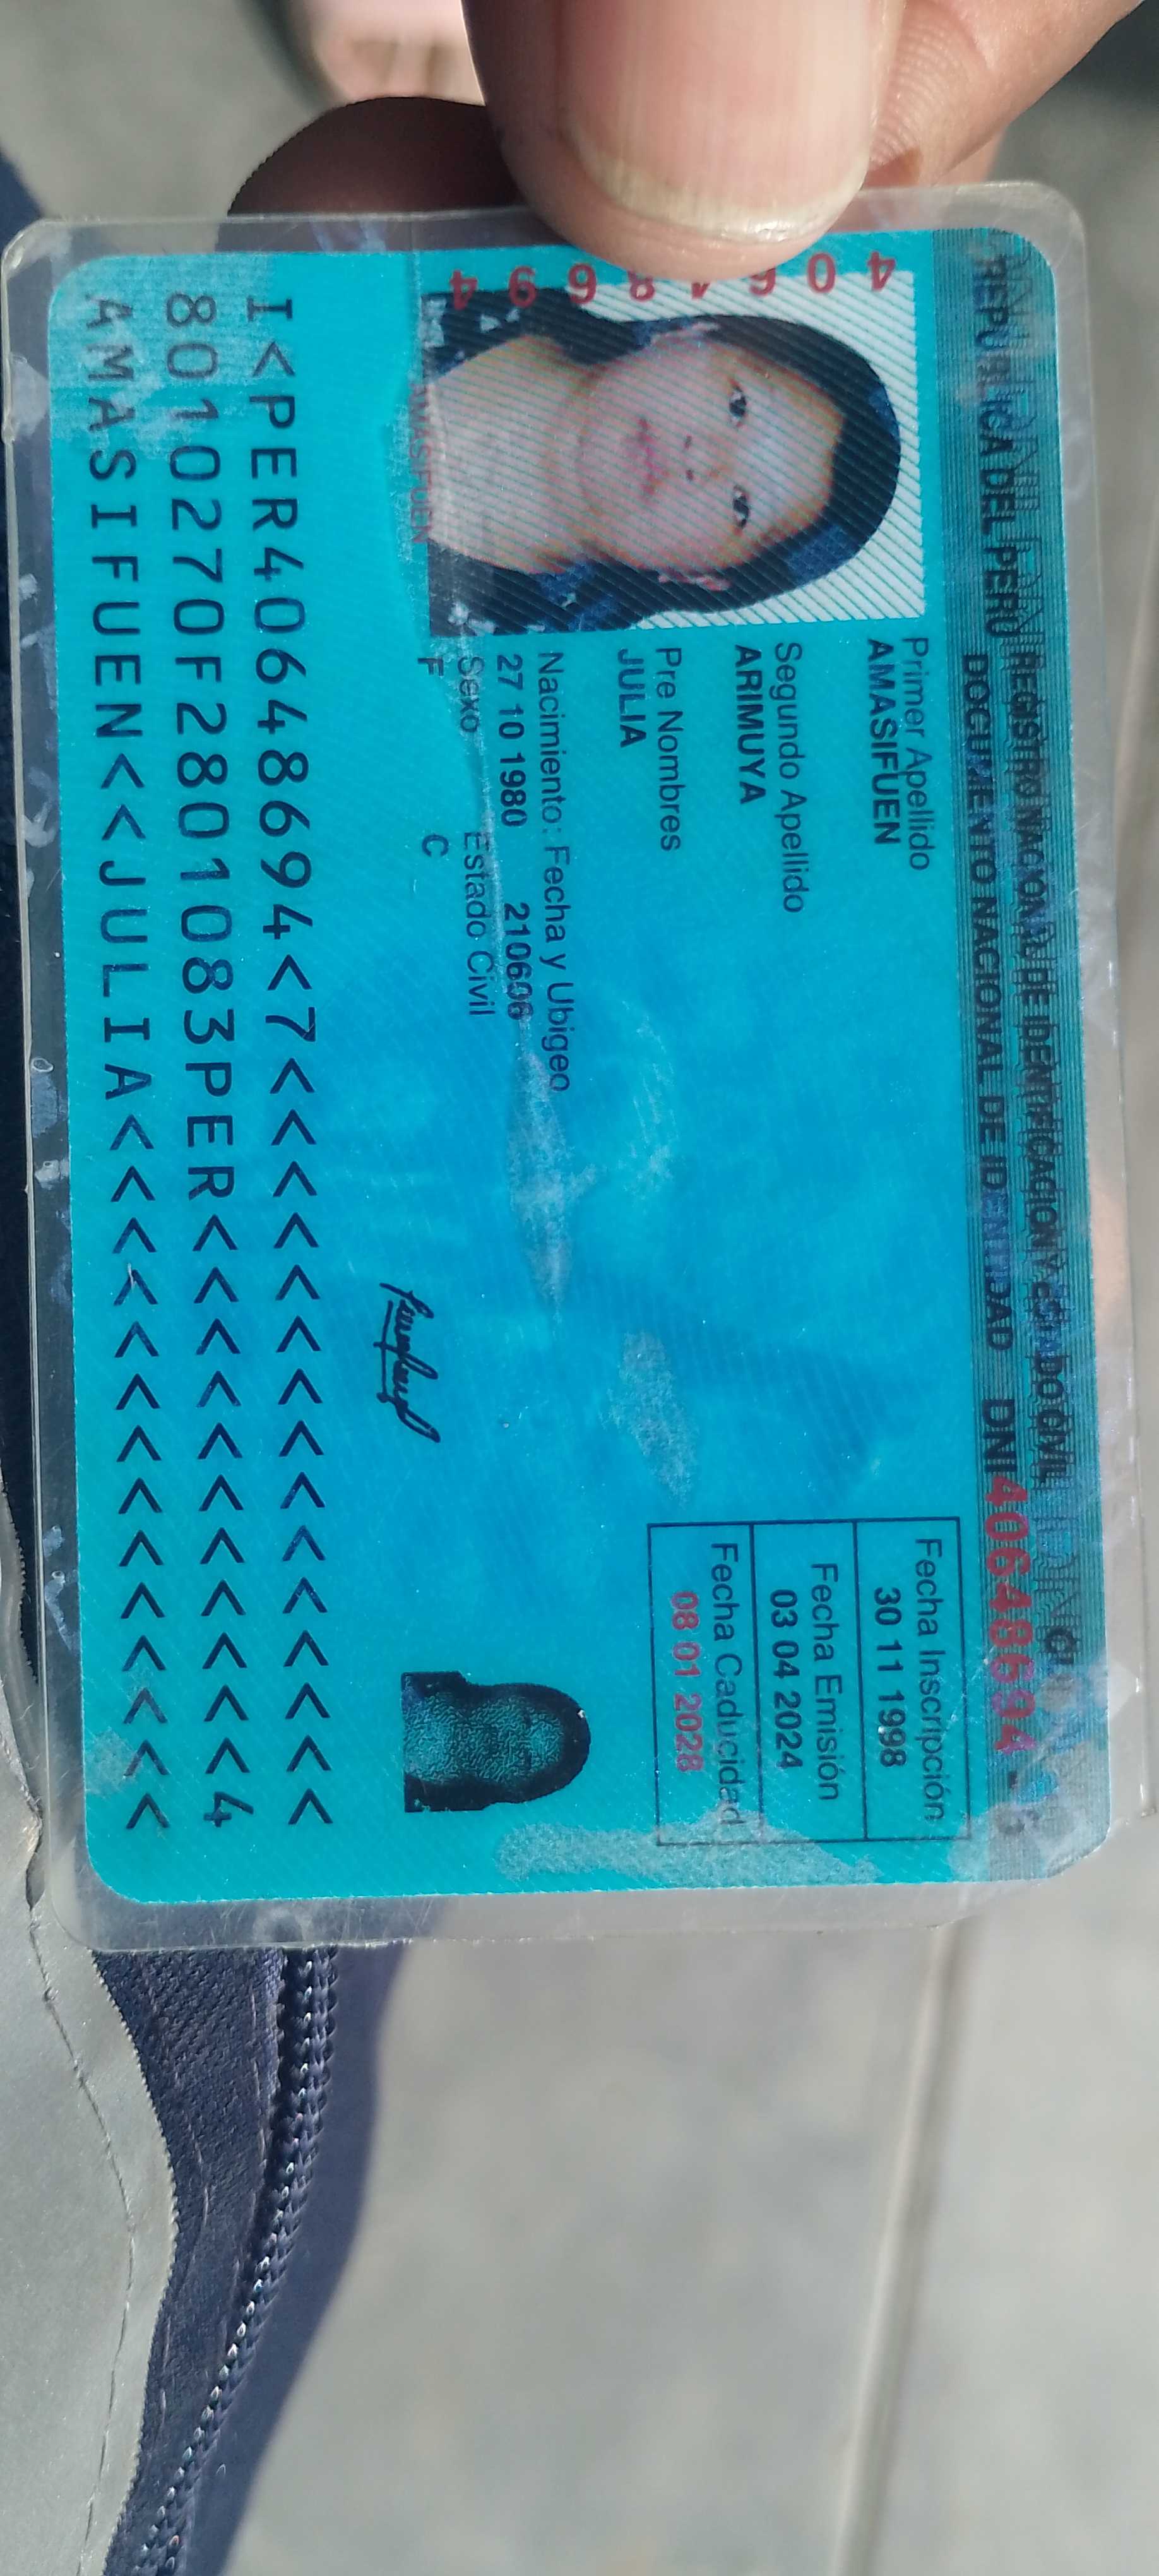 REGISTRO NACIONAL DE IDENTIFICACION Y ESTADO CIVIL
REPUBLICA DEL PERU
DOCUMENTO NACIONAL DE IDENTIDAD DNI 40648694
Primer Apellido
AMASIFUEN
Segundo Apellido
ARIMUYA
Pre Nombres
JULIA
Nacimiento: Fecha y Ubigeo
27 10 1980 210606
Sexo Estado Civil
F C
Fecha Inscripción
30 11 1998
Fecha Emisión
03 04 2024
Fecha Caducidad
08 01 2028
AMASIFUEN
I<PER40648694<7<<<<<<<<<<<<<<<
8010270F2801083PER<<<<<<<<<<<4
AMASIFUEN<<JULIA<<<<<<<<<<<<<<